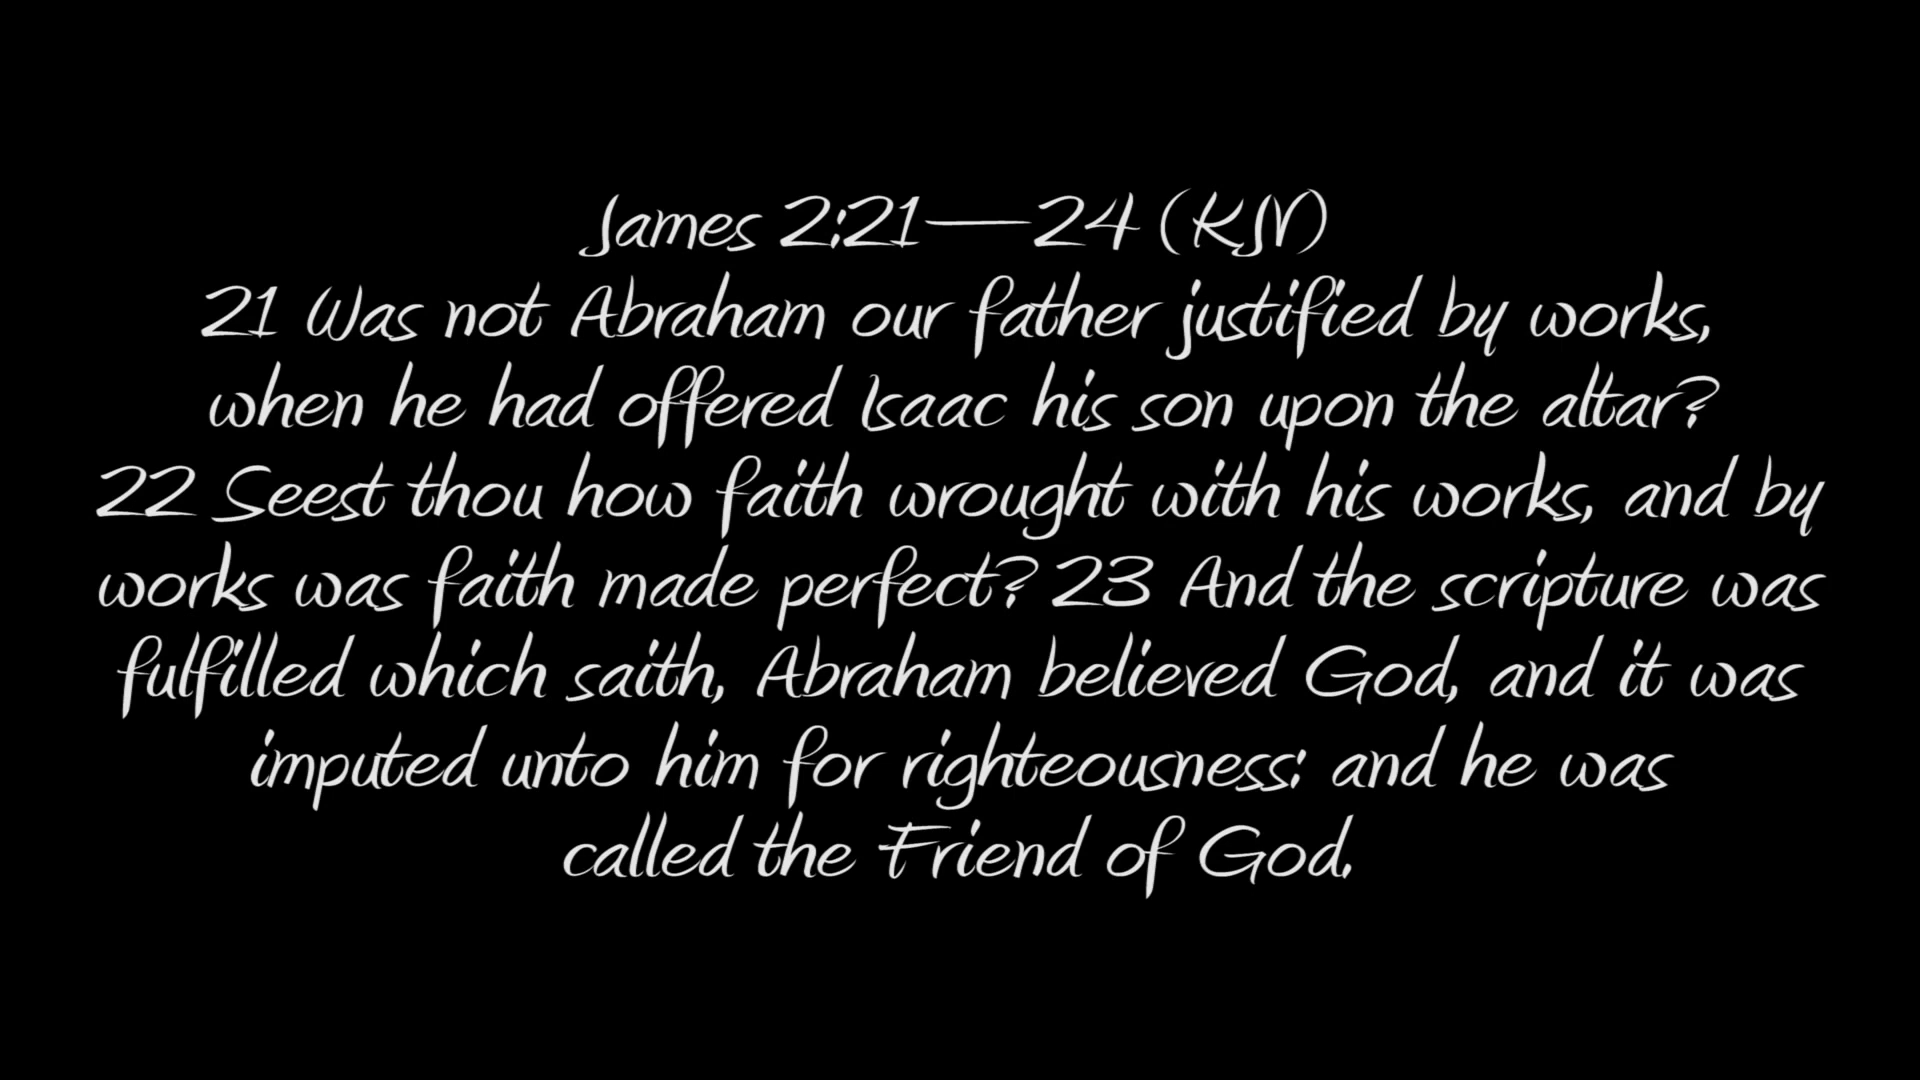 James 2:21—24 (KJV)
21 Was not Abraham our father justified by works,
when he had offered Isaac his son upon the altar?
22 Seest thou how faith wrought with his works, and by
works was faith made perfect? 23 And the scripture was
fulfilled which saith, Abraham believed God, and it was
imputed unto him for righteousness: and he was
called the Friend of God.